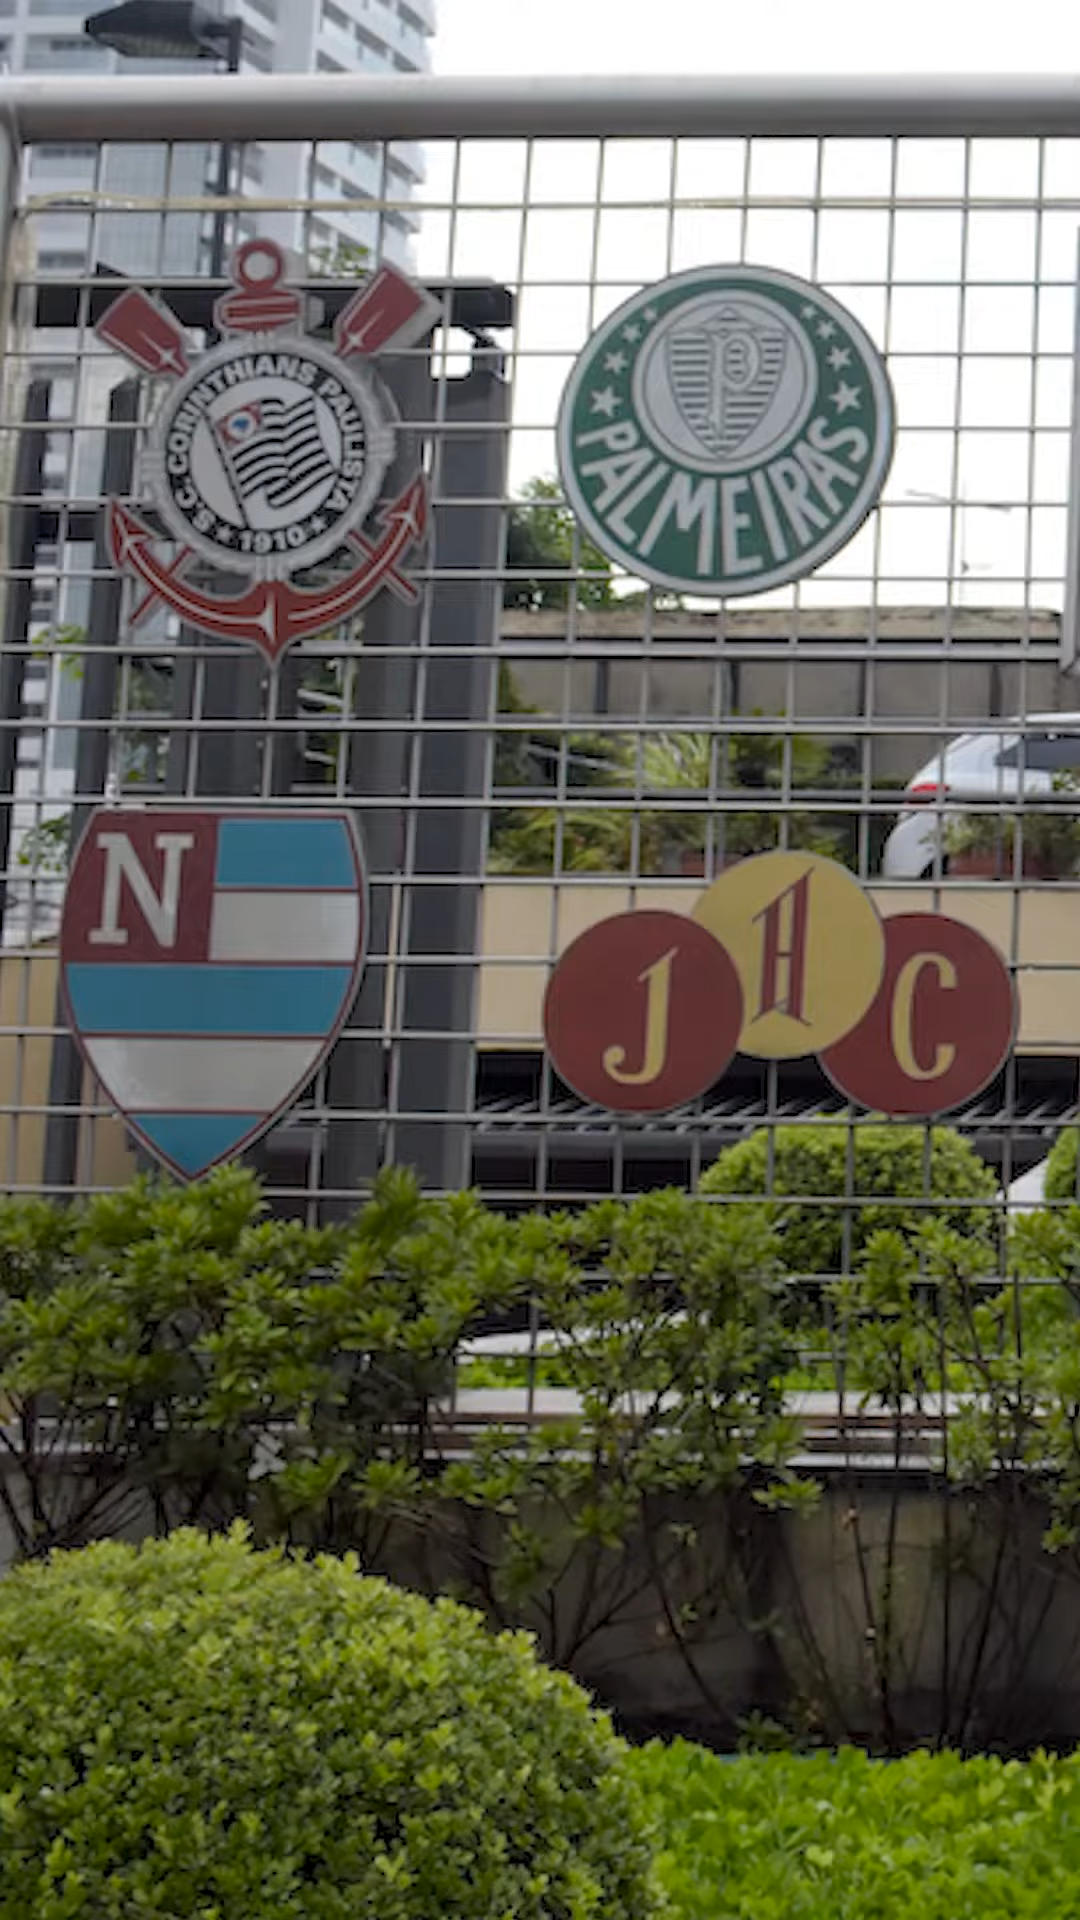 S.C. CORINTHIANS PAULISTA
1910
P
PALMEIRAS
N
J A C